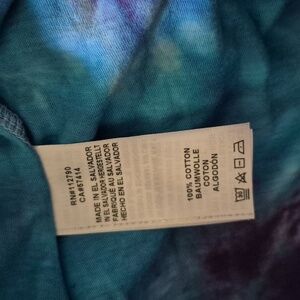 RN#112790
CA#57414
MADE IN EL SALVADOR
IN EL SALVADOR HERGESTELLT
FABRIQUÉ AU SALVADOR
HECHO EN EL SALVADOR
100% COTTON
BAUMWOLLE
COTON
ALGODÓN